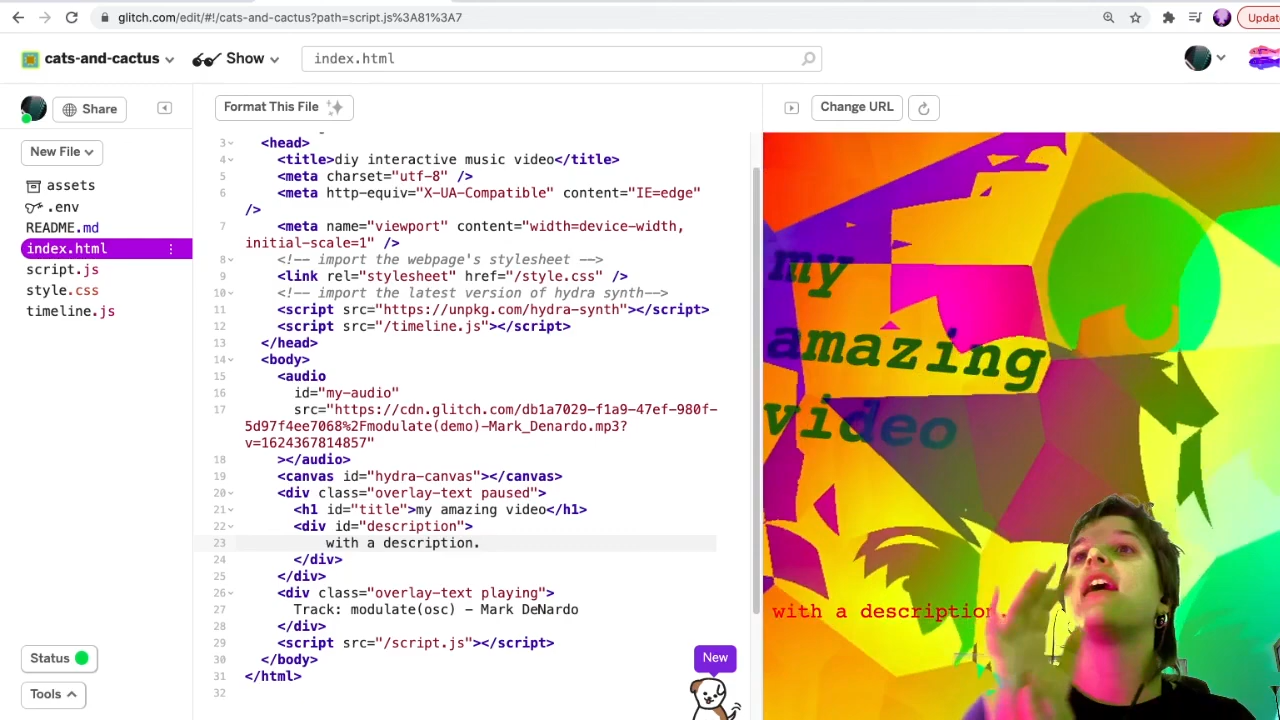 glitch.com/edit/#!/cats-and-cactus?path=script.js%3A81%3A7
Update
cats-and-cactus
Show
index.html
Share
Format This File
Change URL
New File
assets
.env
README.md
index.html
script.js
style.css
timeline.js
Status
Tools
3 <head>
4 <title>diy interactive music video</title>
5 <meta charset="utf-8" />
6 <meta http-equiv="X-UA-Compatible" content="IE=edge"
/>
7 <meta name="viewport" content="width=device-width,
initial-scale=1" />
8 <!-- import the webpage's stylesheet -->
9 <link rel="stylesheet" href="/style.css" />
10 <!-- import the latest version of hydra synth-->
11 <script src="https://unpkg.com/hydra-synth"></script>
12 <script src="/timeline.js"></script>
13 </head>
14 <body>
15 <audio
16 id="my-audio"
17 src="https://cdn.glitch.com/db1a7029-f1a9-47ef-980f-
5d97f4ee7068%2Fmodulate(demo)-Mark_Denardo.mp3?
v=1624367814857"
18 ></audio>
19 <canvas id="hydra-canvas"></canvas>
20 <div class="overlay-text paused">
21 <h1 id="title">my amazing video</h1>
22 <div id="description">
23 with a description.
24 </div>
25 </div>
26 <div class="overlay-text playing">
27 Track: modulate(osc) - Mark DeNardo
28 </div>
29 <script src="/script.js"></script>
30 </body>
31 </html>
32
New
my
amazing
video
with a description.